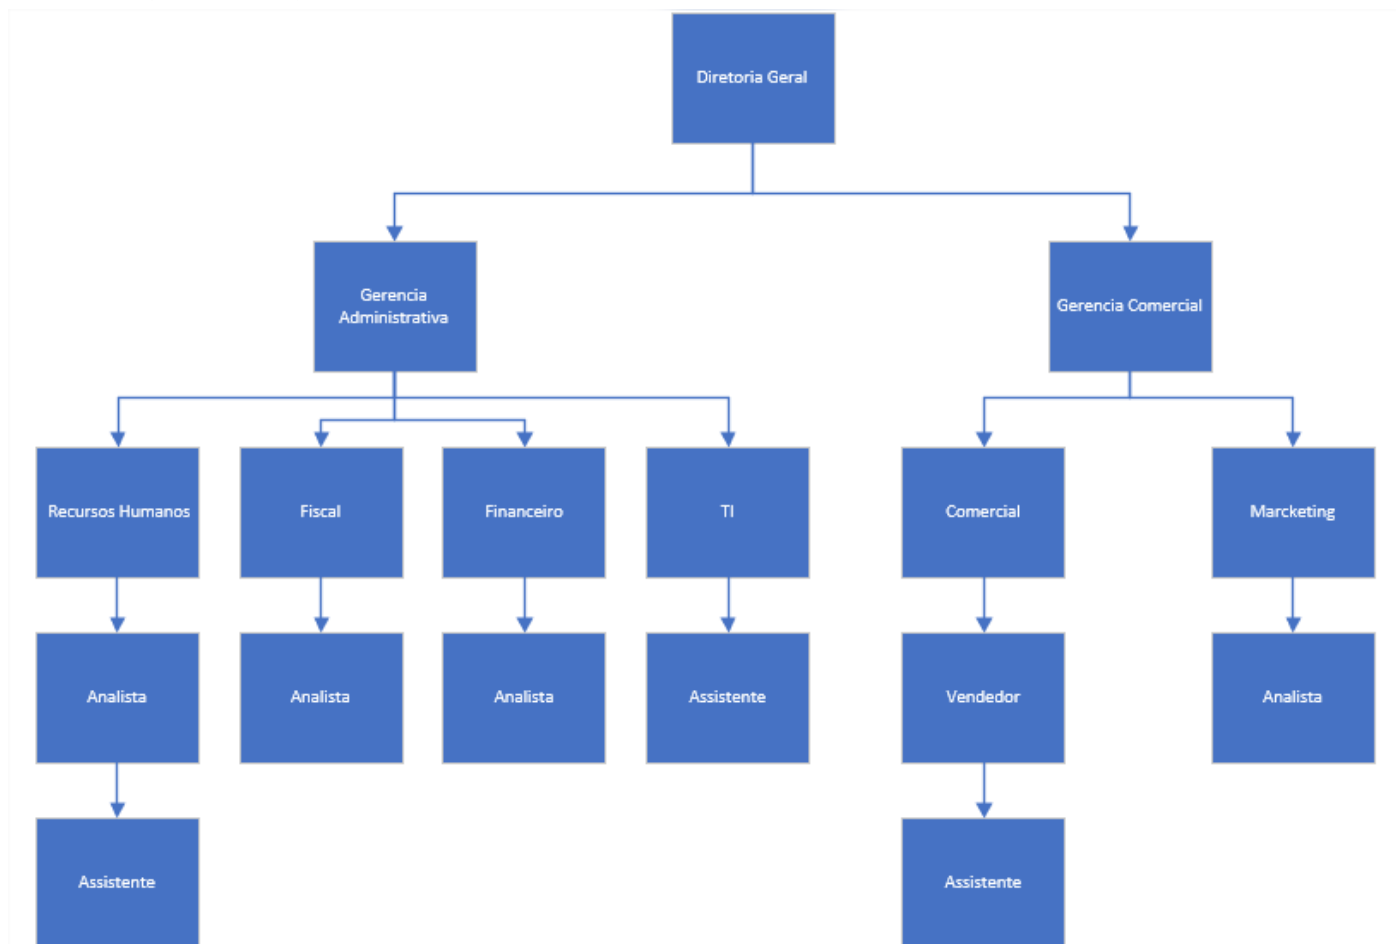 Diretoria Geral
Gerencia
Administrativa
Gerencia Comercial
Recursos Humanos
Fiscal
Financeiro
TI
Comercial
Marcketing
Analista
Analista
Analista
Assistente
Vendedor
Analista
Assistente
Assistente